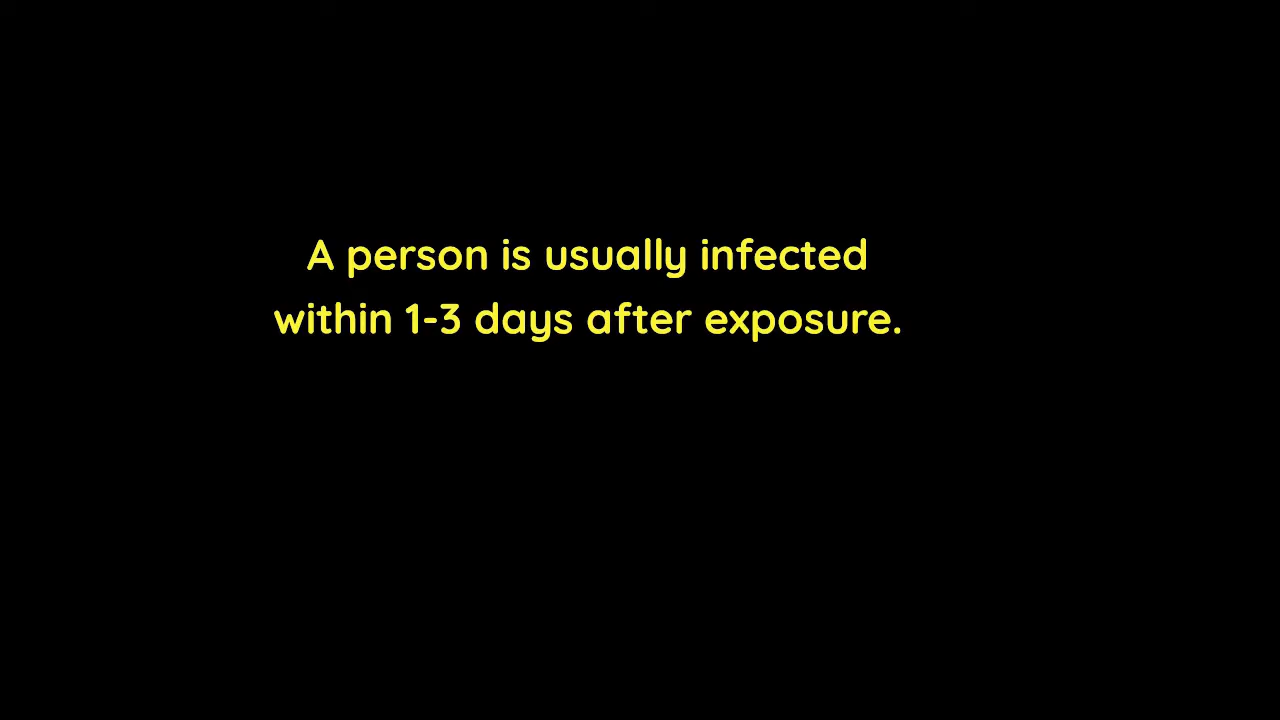 A person is usually infected
within 1-3 days after exposure.